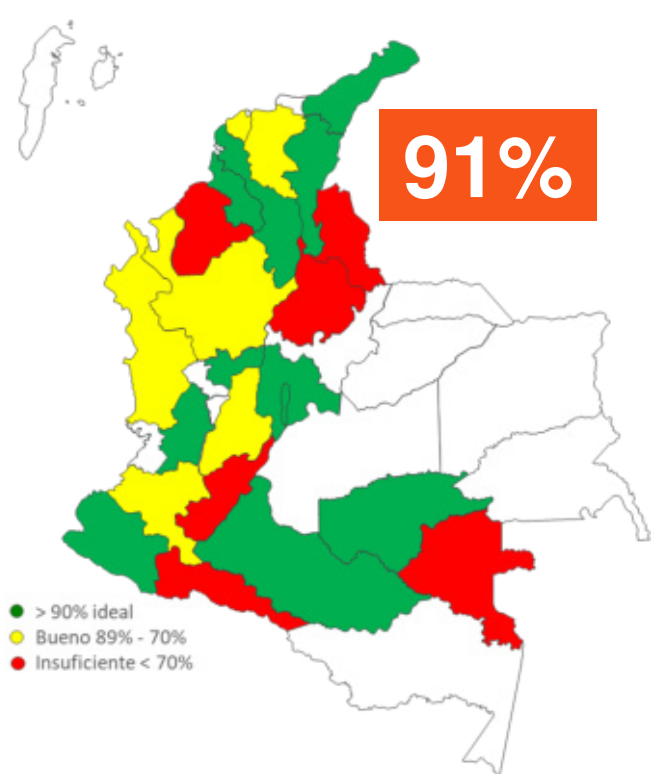 91%
> 90% ideal
Bueno 89% - 70%
Insuficiente < 70%